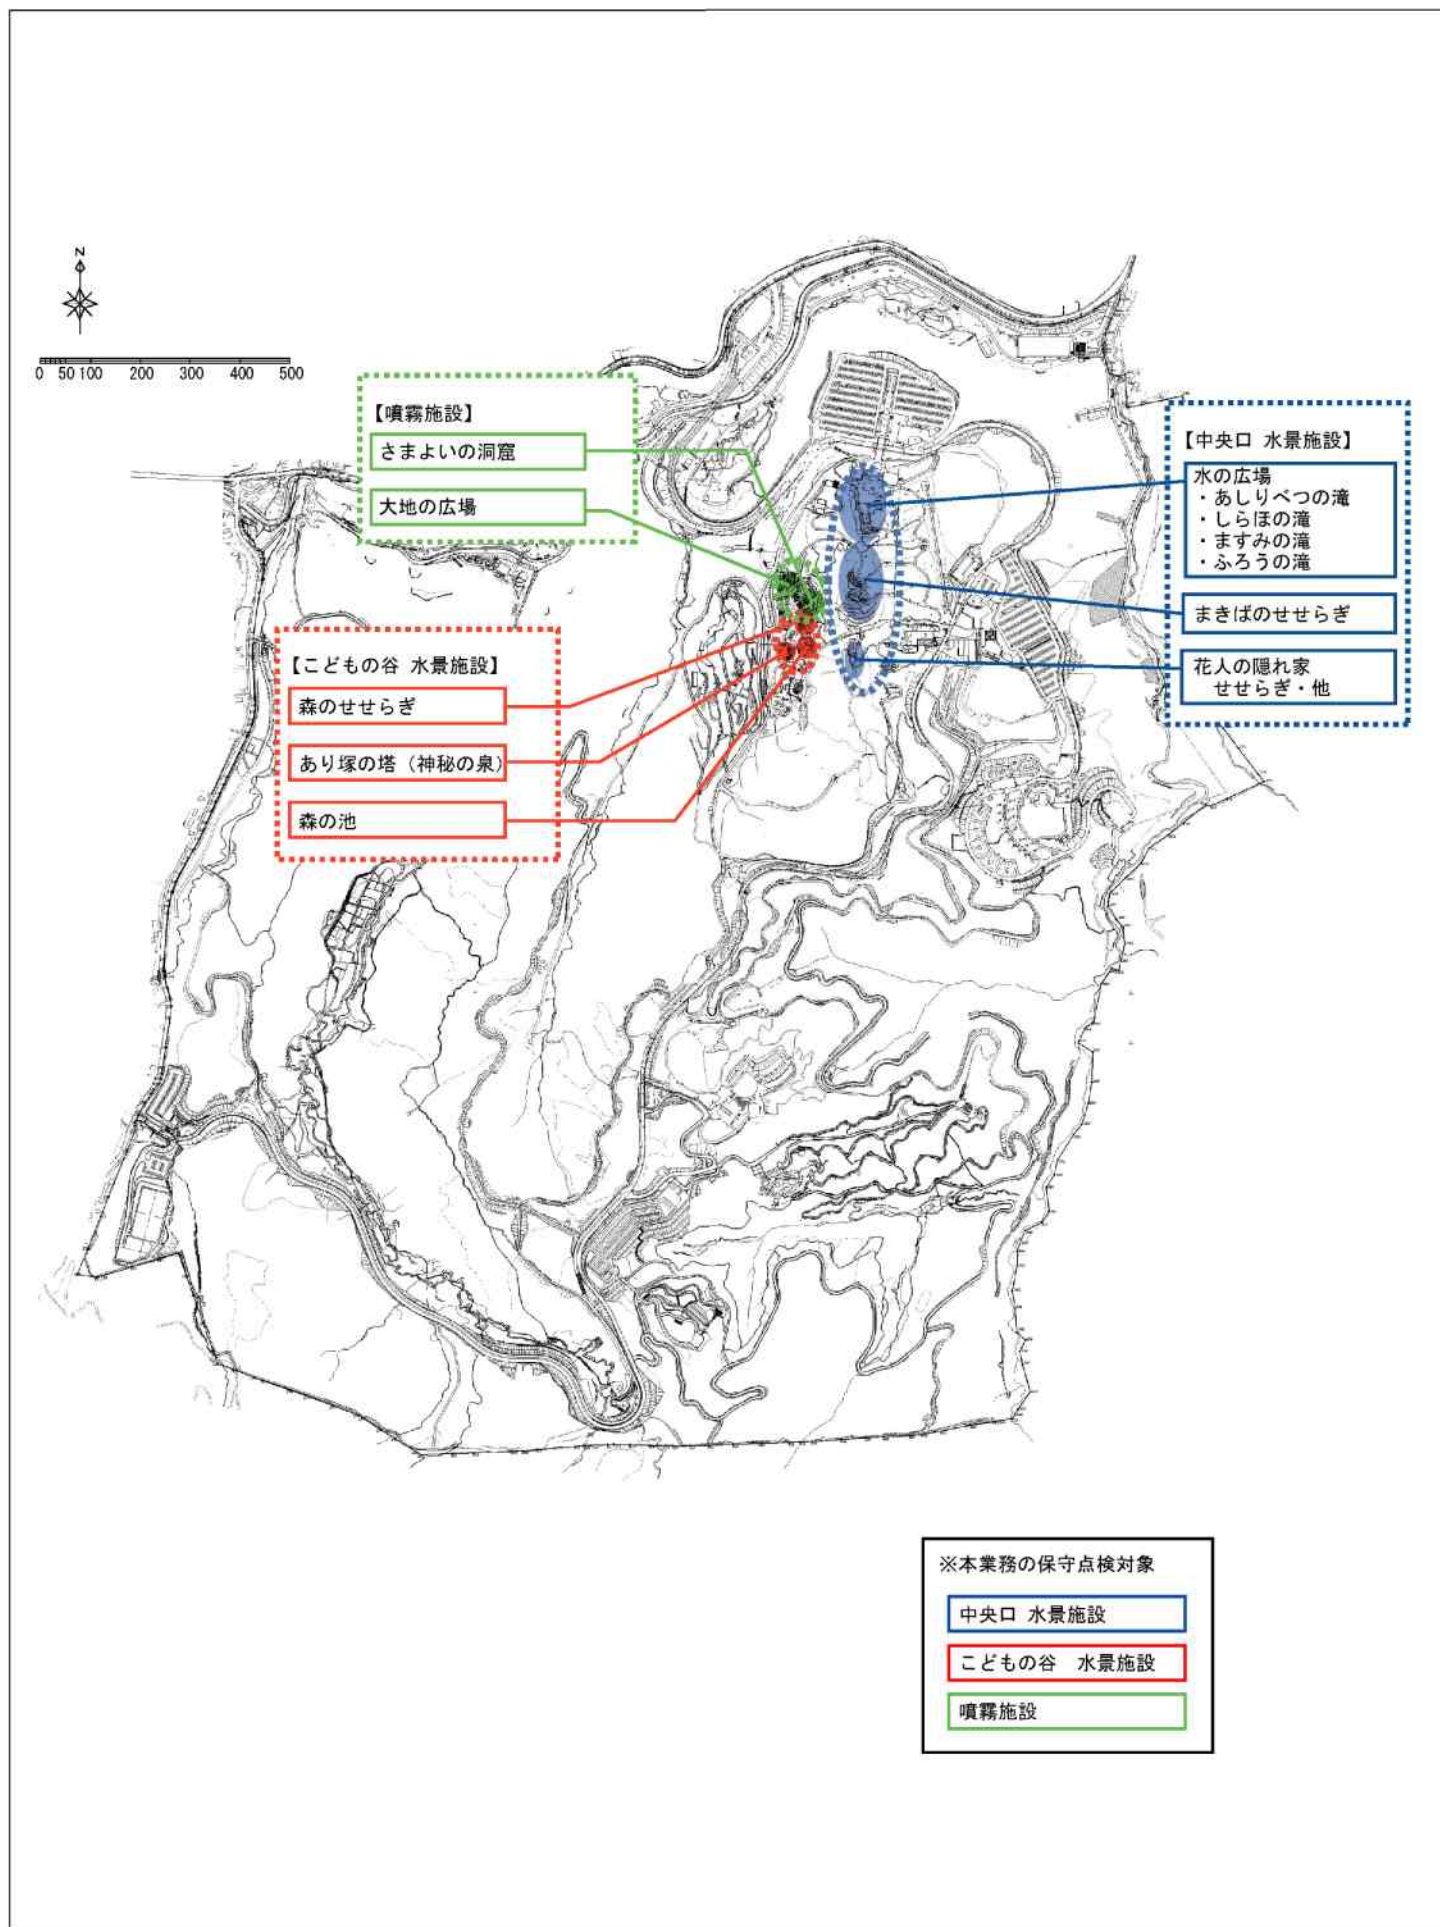 N
0 50 100 200 300 400 500
【噴霧施設】
さまよいの洞窟
大地の広場
【中央口 水景施設】
水の広場
・あしりべつの滝
・しらほの滝
・ますみの滝
・ふろうの滝
まきばのせせらぎ
花人の隠れ家
せせらぎ・他
【こどもの谷 水景施設】
森のせせらぎ
あり塚の塔（神秘の泉）
森の池
※本業務の保守点検対象
中央口 水景施設
こどもの谷　水景施設
噴霧施設